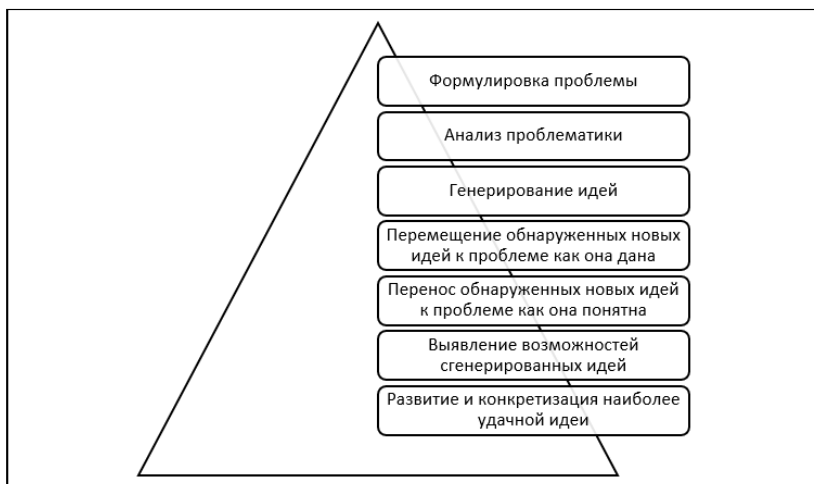 Формулировка проблемы
Анализ проблематики
Генерирование идей
Перемещение обнаруженных новых
идей к проблеме как она дана
Перенос обнаруженных новых идей
к проблеме как она понятна
Выявление возможностей
сгенерированных идей
Развитие и конкретизация наиболее
удачной идеи